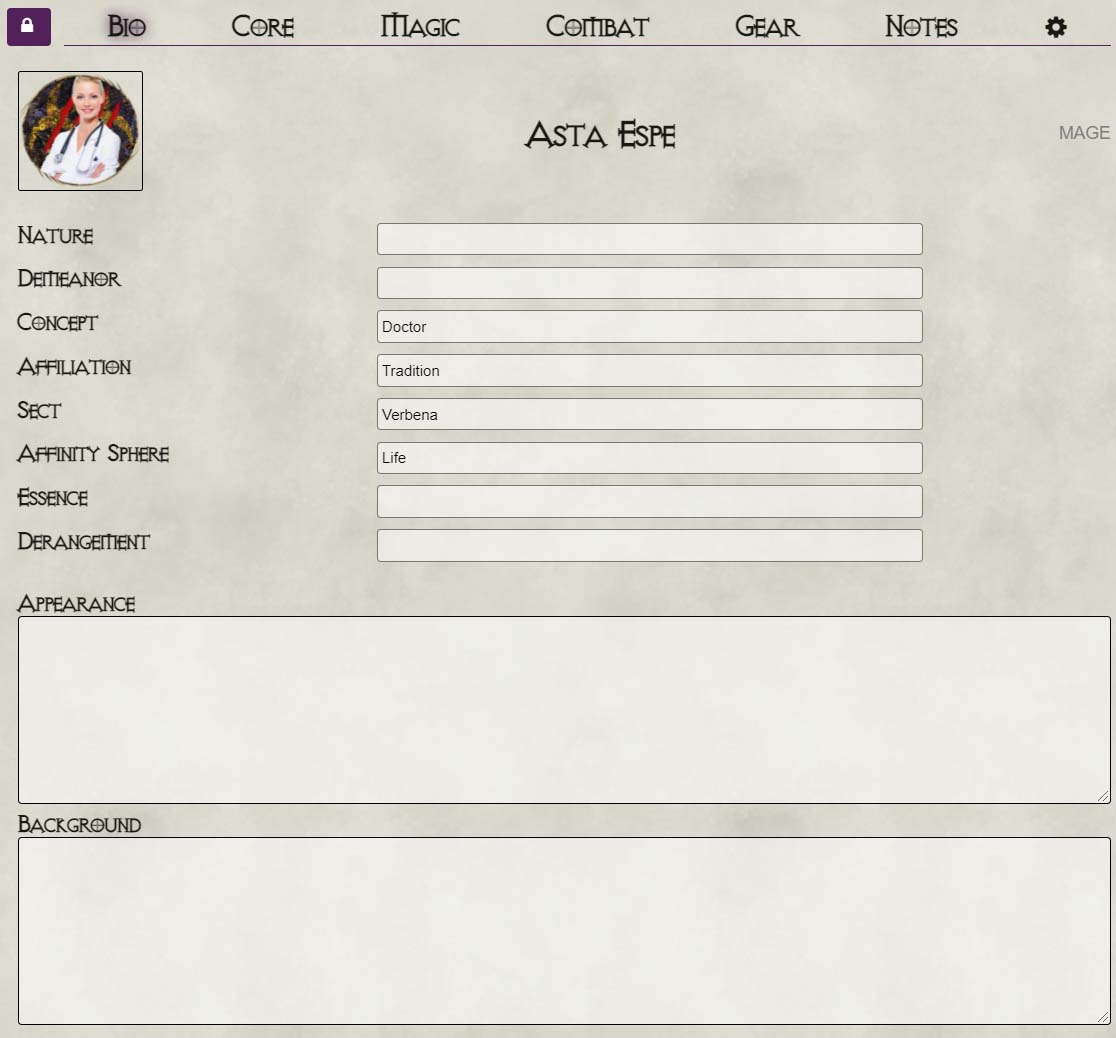 Bio Core Magic Combat Gear Notes
Asta Espe
MAGE
Nature
Demeanor
Concept Doctor
Affiliation Tradition
Sect Verbena
Affinity Sphere Life
Essence
Derangement
Appearance
Background